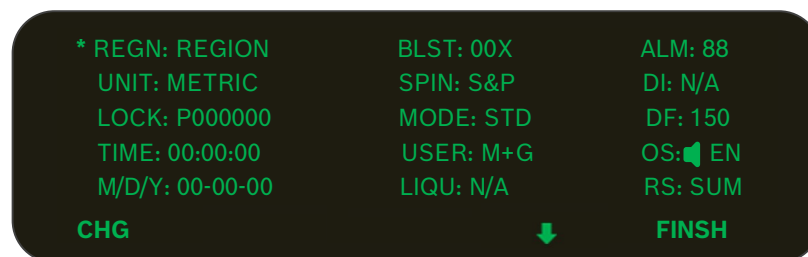 * REGN: REGION BLST: 00X ALM: 88
UNIT: METRIC SPIN: S&P DI: N/A
LOCK: P000000 MODE: STD DF: 150
TIME: 00:00:00 USER: M+G OS: EN
M/D/Y: 00-00-00 LIQU: N/A RS: SUM
CHG FINSH